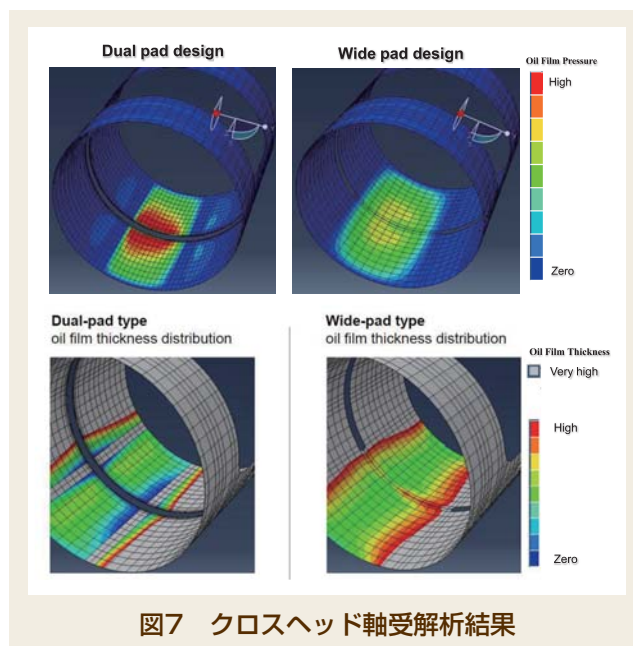 Dual pad design
Wide pad design
Oil Film Pressure
High
Zero
Dual-pad type
oil film thickness distribution
Wide-pad type
oil film thickness distribution
Oil Film Thickness
Very high
High
Zero
図7 クロスヘッド軸受解析結果